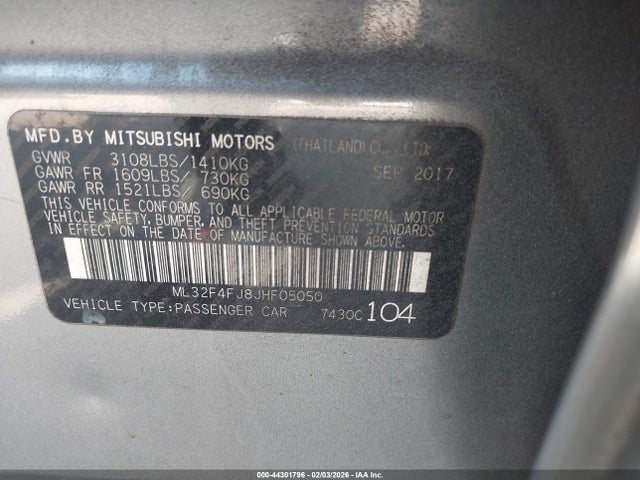 MFD.BY MITSUBISHI MOTORS (THAILAND) CO., LTD.
GVWR 3108LBS/1410KG SEP 2017
GAWR FR 1609LBS/ 730KG
GAWR RR 1521LBS/ 690KG
THIS VEHICLE CONFORMS TO ALL APPLICABLE FEDERAL MOTOR
VEHICLE SAFETY, BUMPER, AND THEFT PREVENTION STANDARDS
IN EFFECT ON THE DATE OF MANUFACTURE SHOWN ABOVE.
ML32F4FJ8JHF05050
VEHICLE TYPE:PASSENGER CAR 7430C 104
000-44301796 - 02/03/2026 - IAA Inc.